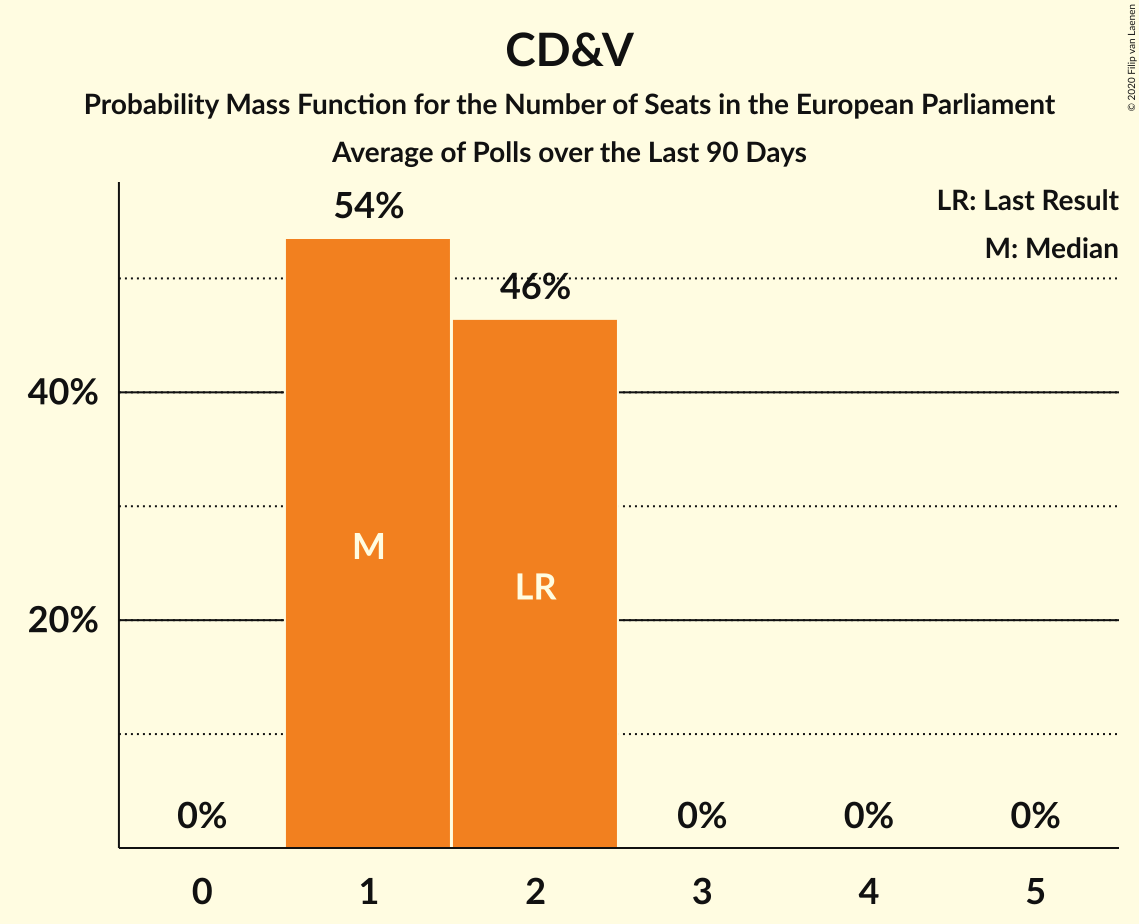 CD&V
Probability Mass Function for the Number of Seats in the European Parliament
Average of Polls over the Last 90 Days
© 2020 Filip van Laenen
LR: Last Result
M: Median
54%
46%
40%
20%
M
LR
0%
0%
0%
0%
0
1
2
3
4
5